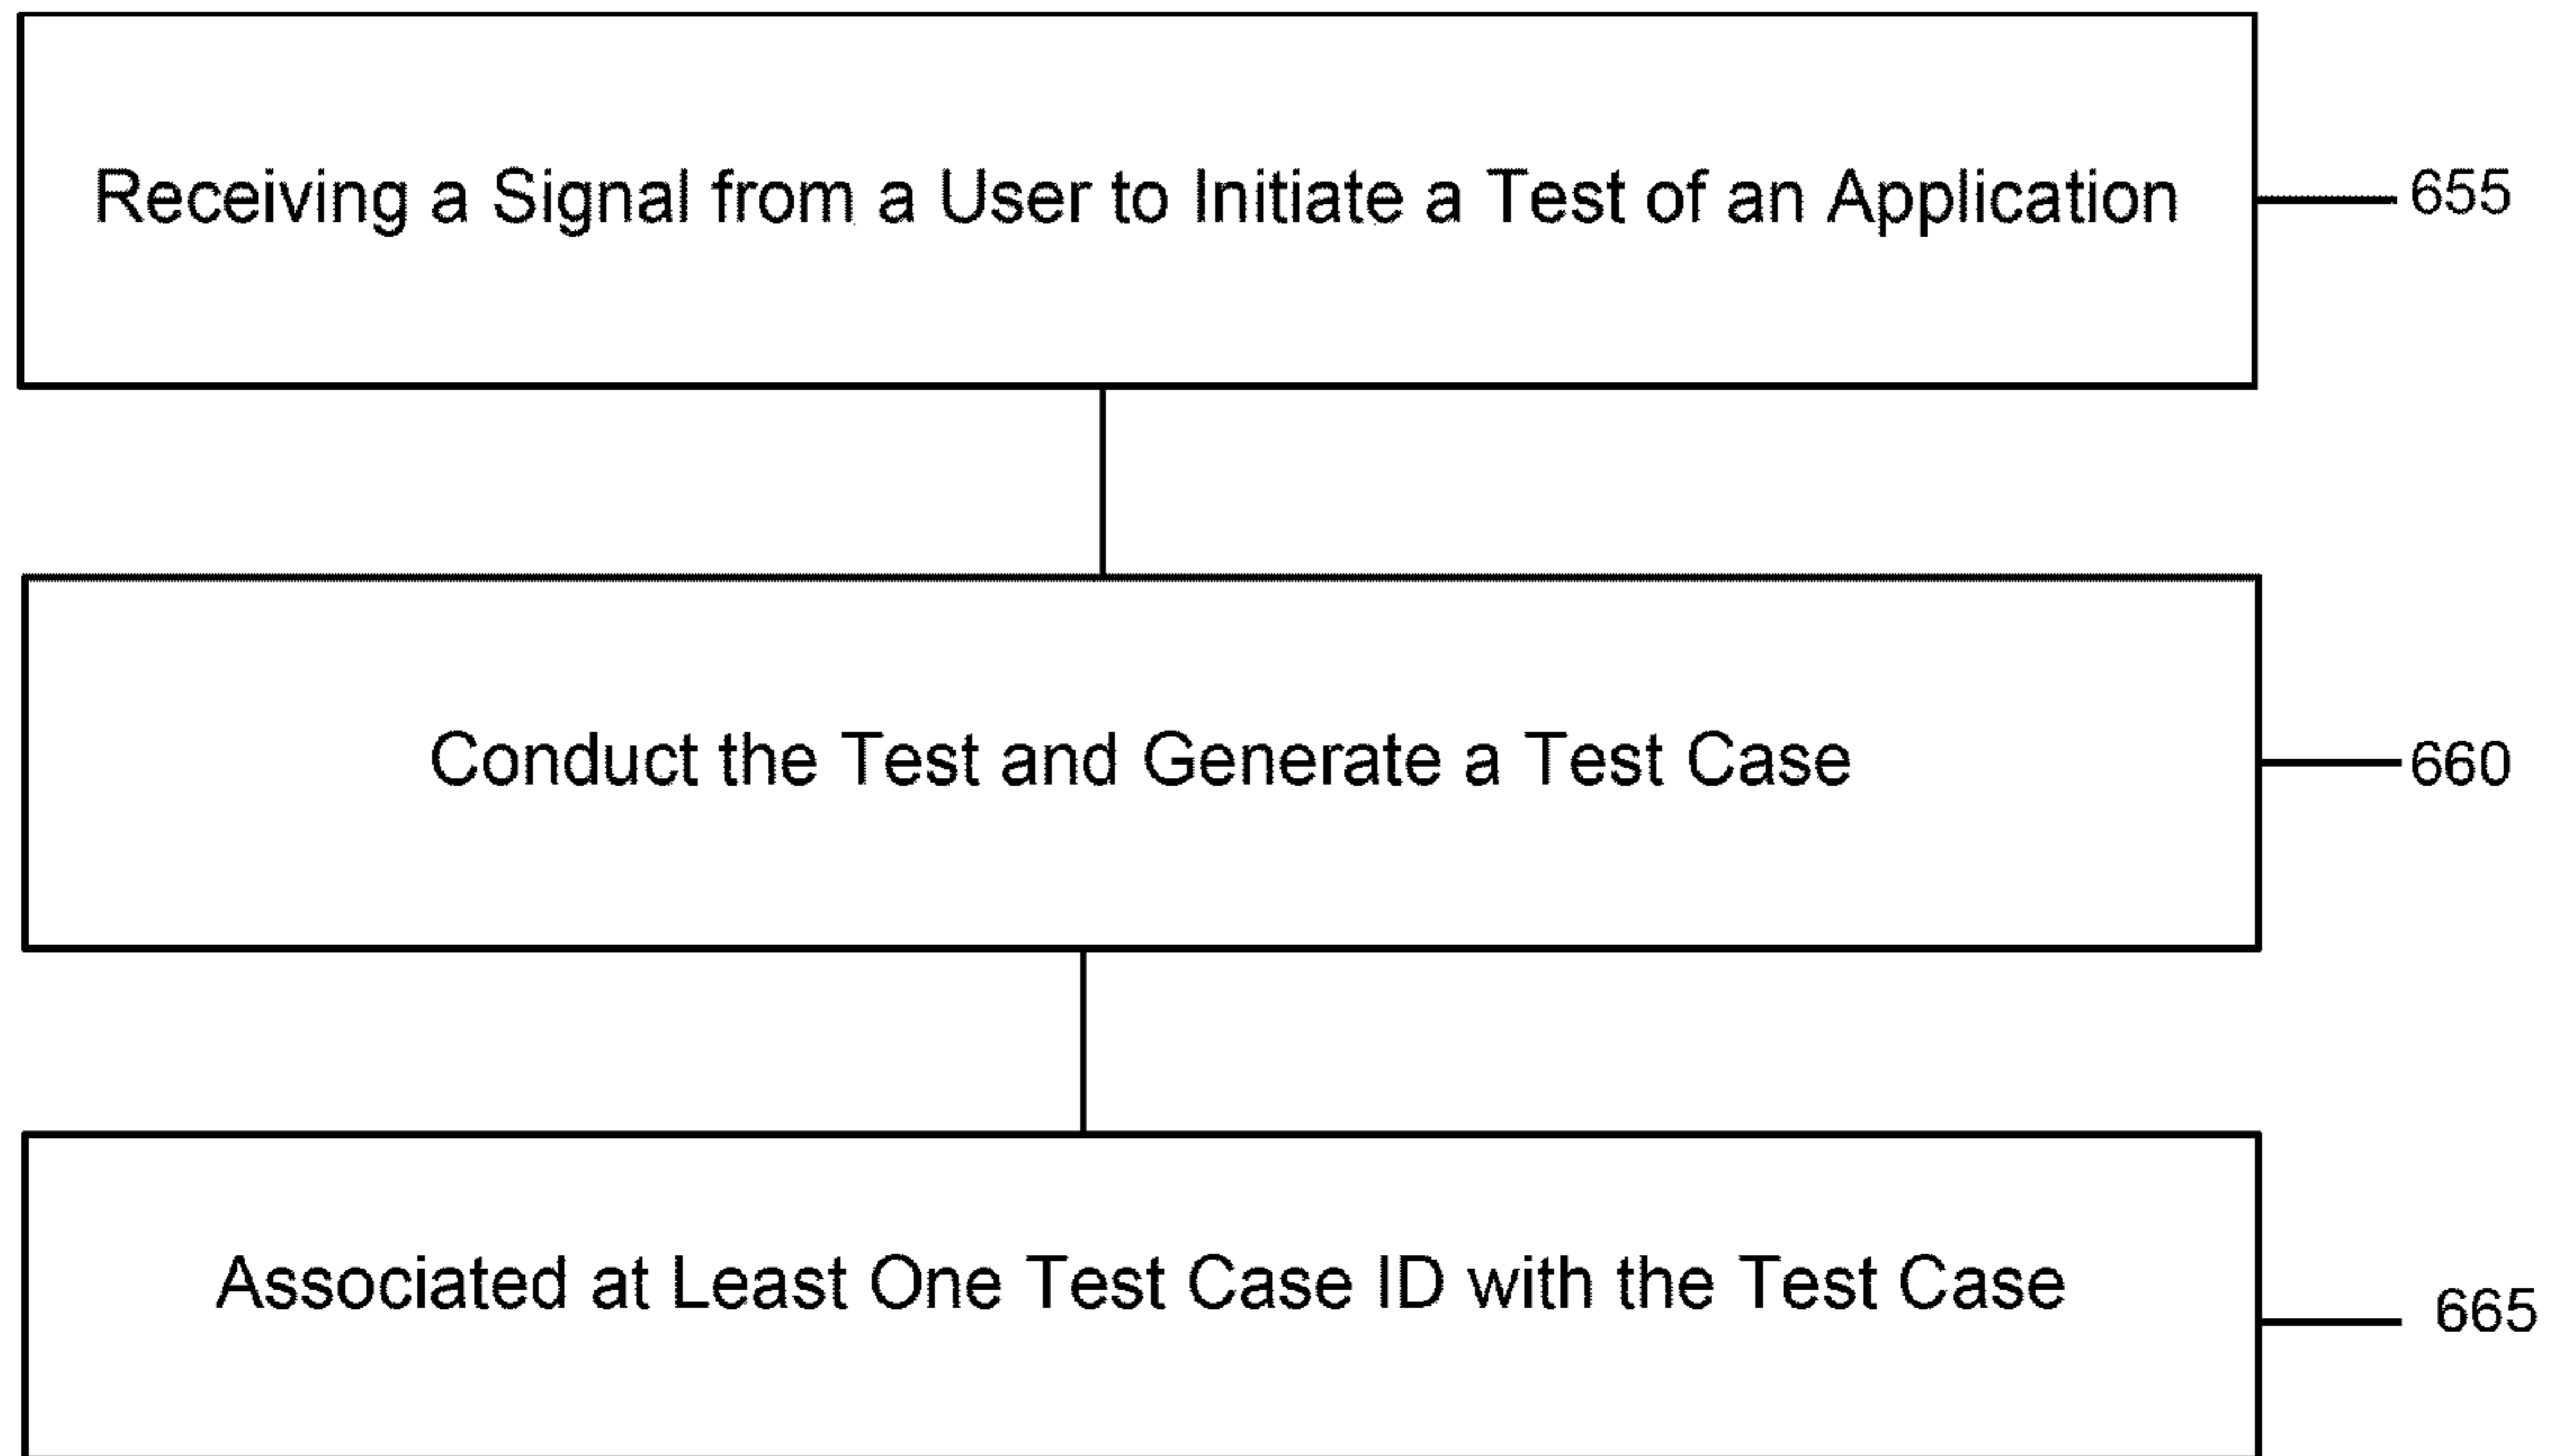 Receiving a Signal from a User to Initiate a Test of an Application
655
Conduct the Test and Generate a Test Case
660
Associated at Least One Test Case ID with the Test Case
665